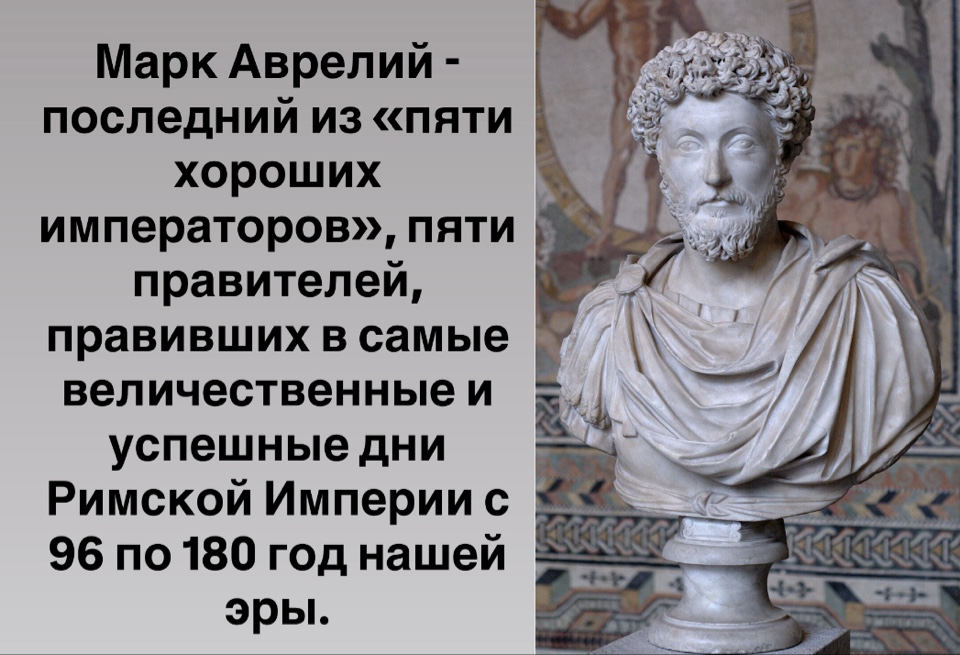 Марк Аврелий -
последний из «пяти
хороших
императоров», пяти
правителей,
правивших в самые
величественные и
успешные дни
Римской Империи с
96 по 180 год нашей
эры.